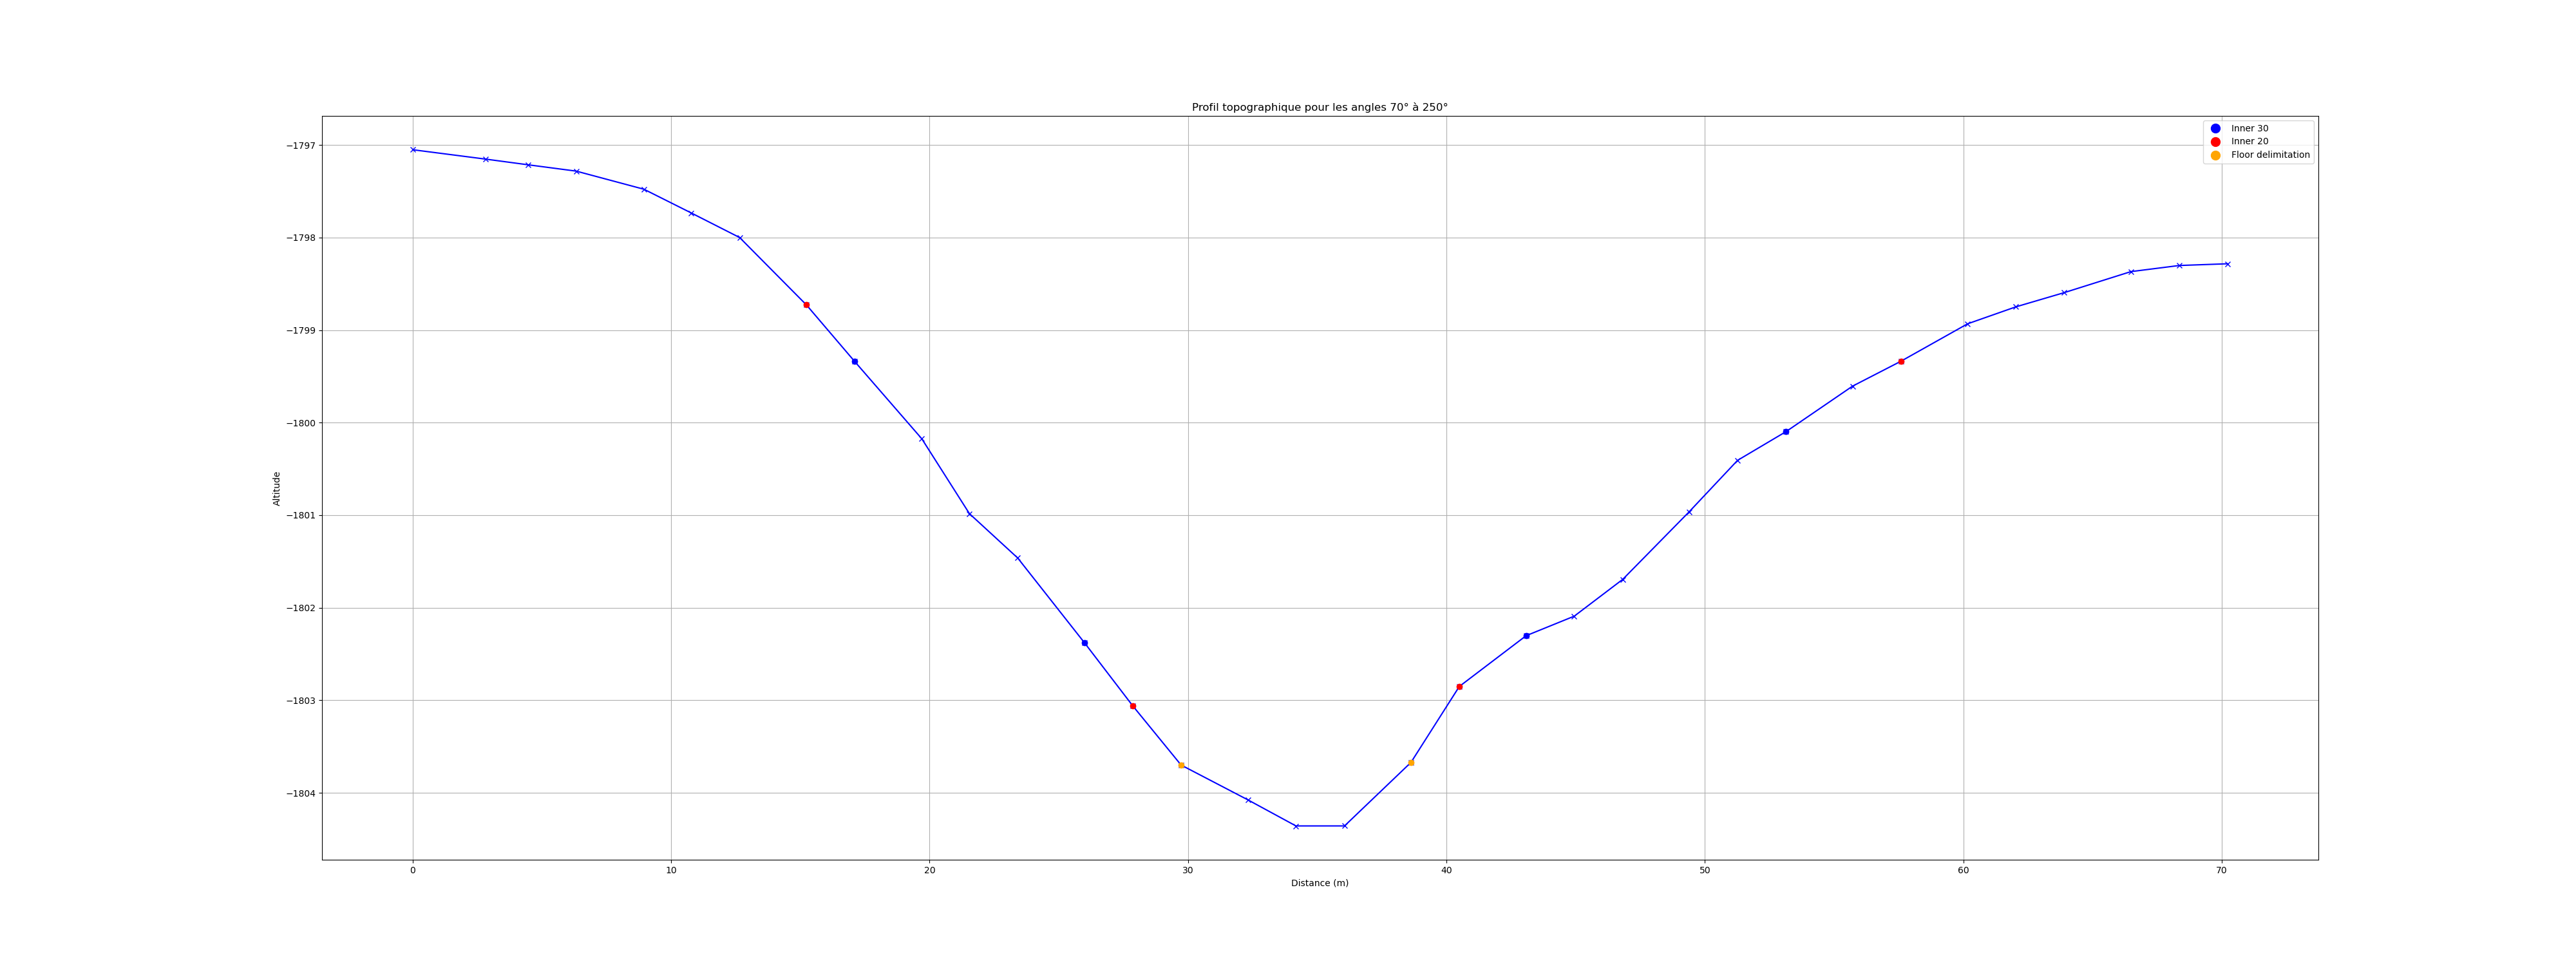 Profil topographique pour les angles 70° à 250°
Inner 30
Inner 20
Floor delimitation
Altitude
−1797
−1798
−1799
−1800
−1801
−1802
−1803
−1804
0 10 20 30 40 50 60 70
Distance (m)